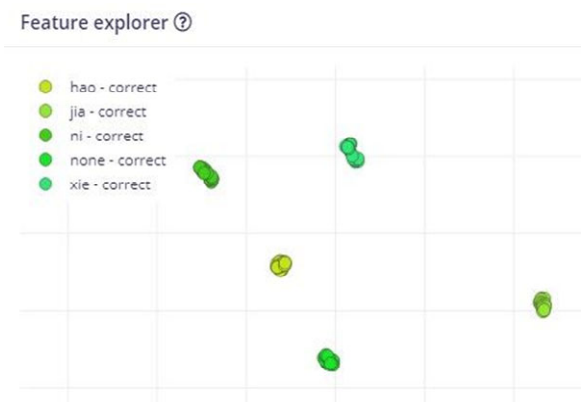 Feature explorer ?
hao - correct
jia - correct
ni - correct
none - correct
xie - correct